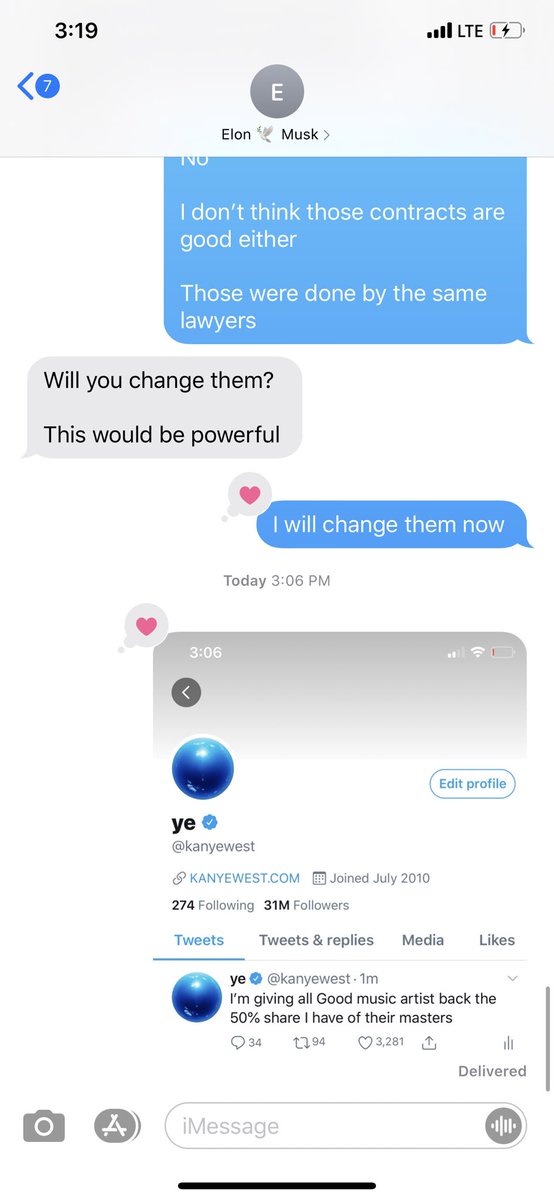 3:19
LTE
7
E
Elon 🕊 Musk >
No
I don’t think those contracts are
good either
Those were done by the same
lawyers
Will you change them?
This would be powerful
I will change them now
Today 3:06 PM
3:06
Edit profile
ye
@kanyewest
KANYEWEST.COM Joined July 2010
274 Following 31M Followers
Tweets Tweets & replies Media Likes
ye @kanyewest · 1m
I’m giving all Good music artist back the
50% share I have of their masters
34 94 3,281
Delivered
iMessage